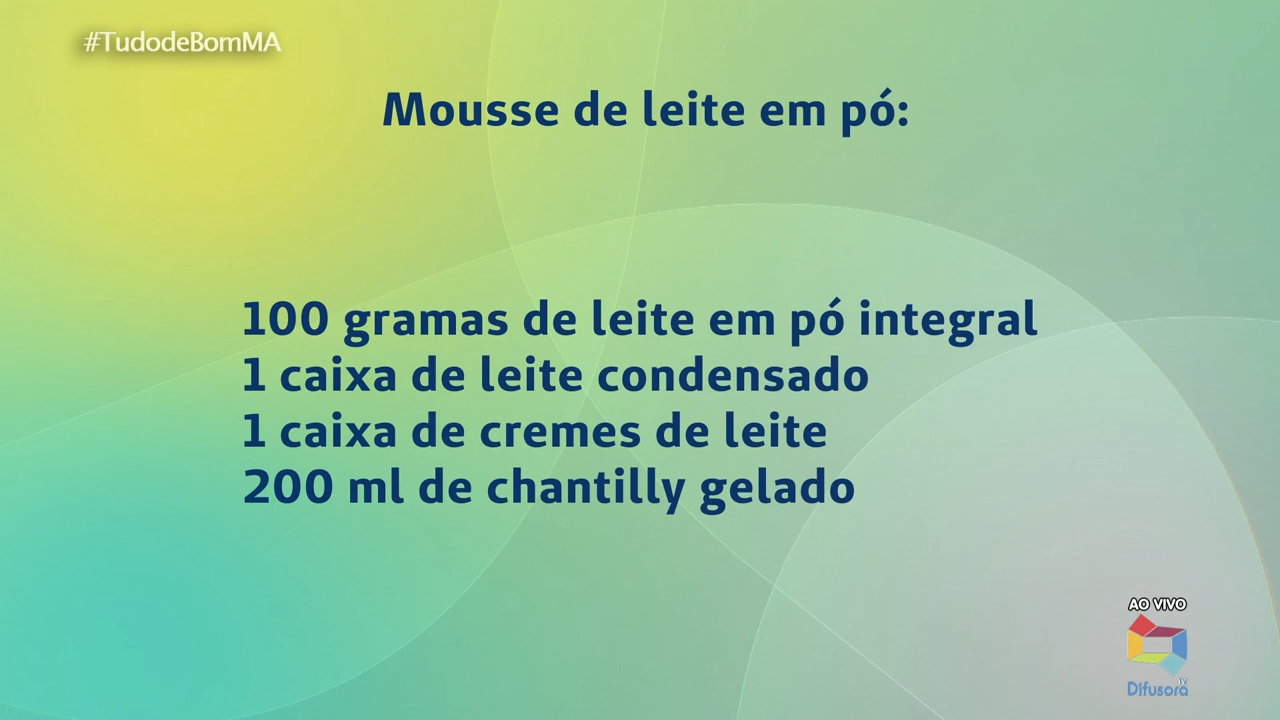 #TudodeBomMA
Mousse de leite em pó:
100 gramas de leite em pó integral
1 caixa de leite condensado
1 caixa de cremes de leite
200 ml de chantilly gelado
AO VIVO
TV
Difusora